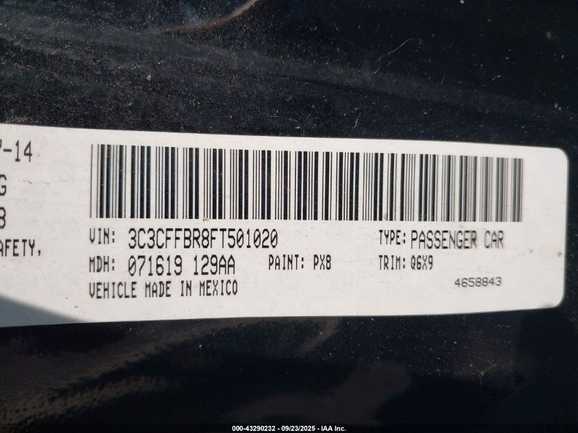 7-14
G
8
AFETY,
VIN: 3C3CFFBR8FT501020 TYPE: PASSENGER CAR
MDH: 071619 129AA PAINT: PX8 TRIM: Q6X9
VEHICLE MADE IN MEXICO 4658843
000-43290232 - 09/23/2025 - IAA Inc.